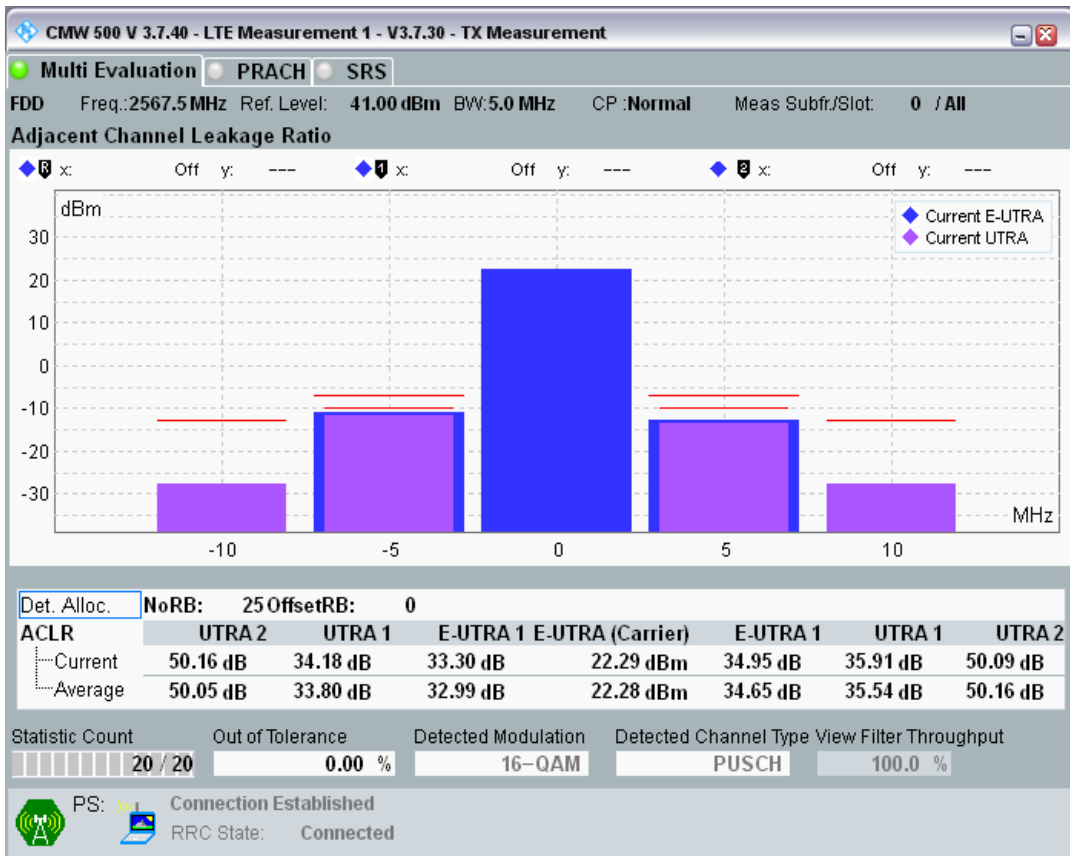 CMW 500 V 3.7.40 - LTE Measurement 1 - V3.7.30 - TX Measurement
Multi Evaluation PRACH SRS
FDD Freq.:2567.5 MHz Ref. Level: 41.00 dBm BW:5.0 MHz CP :Normal Meas Subfr./Slot: 0 / All
Adjacent Channel Leakage Ratio
R x: Off y: --- 1 x: Off y: --- 2 x: Off y: ---
dBm
Current E-UTRA
Current UTRA
30
20
10
0
-10
-20
-30
MHz
-10 -5 0 5 10
Det. Alloc. NoRB: 25 OffsetRB: 0
ACLR UTRA 2 UTRA 1 E-UTRA 1 E-UTRA (Carrier) E-UTRA 1 UTRA 1 UTRA 2
Current 50.16 dB 34.18 dB 33.30 dB 22.29 dBm 34.95 dB 35.91 dB 50.09 dB
Average 50.05 dB 33.80 dB 32.99 dB 22.28 dBm 34.65 dB 35.54 dB 50.16 dB
Statistic Count Out of Tolerance Detected Modulation Detected Channel Type View Filter Throughput
20 / 20 0.00 % 16-QAM PUSCH 100.0 %
PS: Connection Established
RRC State: Connected